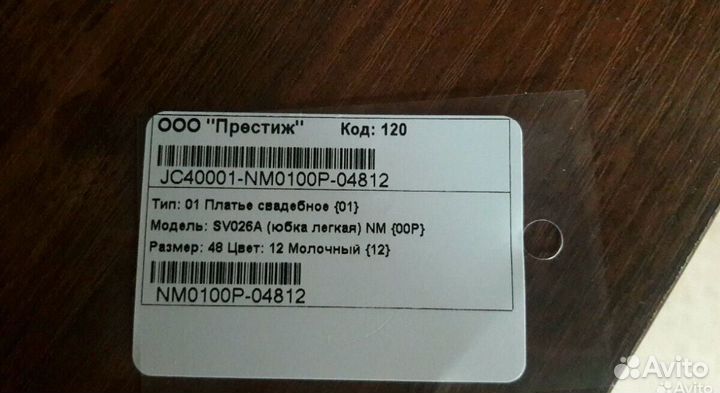 ООО "Престиж" Код: 120
JC40001-NM0100P-04812
Тип: 01 Платье свадебное {01}
Модель: SV026A (юбка легкая) NM {00P}
Размер: 48 Цвет: 12 Молочный {12}
NM0100P-04812
Avito
Avito